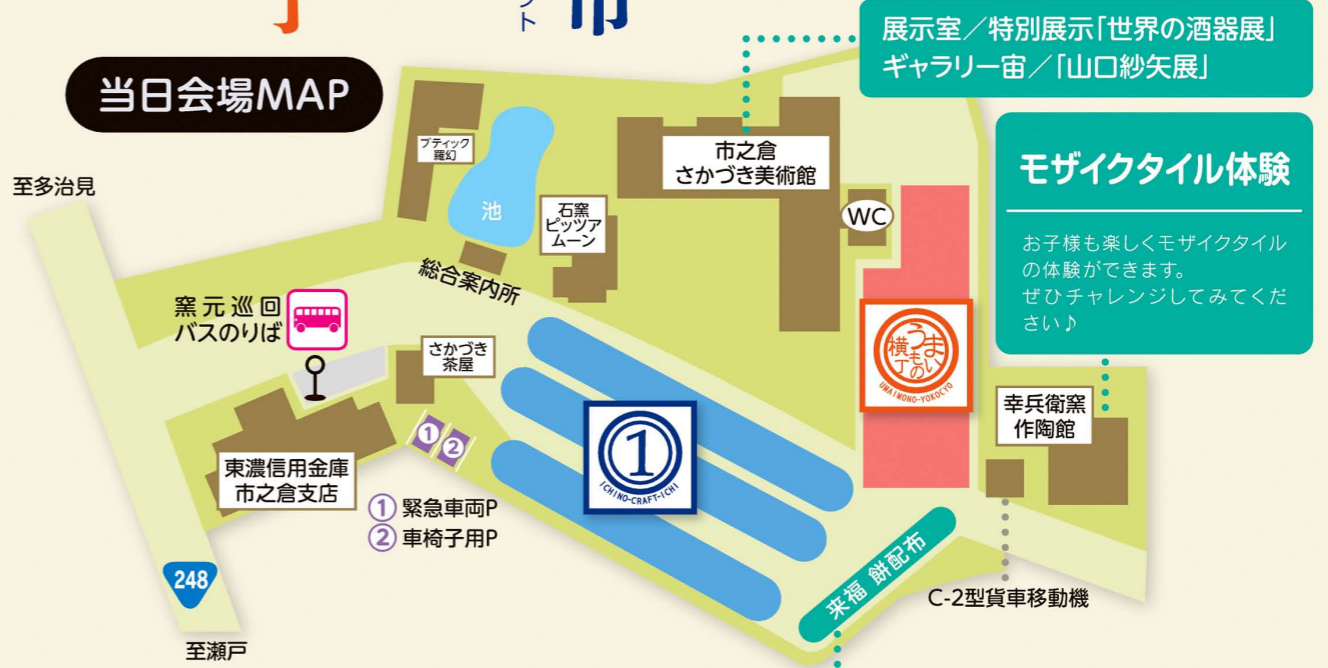 ット
市
展示室／特別展示「世界の酒器展」
ギャラリー宙／「山口紗矢展」
当日会場MAP
モザイクタイル体験
お子様も楽しくモザイクタイル
の体験ができます。
ぜひチャレンジしてみてくだ
さい♪
至多治見
ブティック
羅幻
池
石窯
ピッツア
ムーン
市之倉
さかづき美術館
WC
総合案内所
窯元巡回
バスのりば
さかづき
茶屋
うまいもの横丁
UMAIMONO-YOKOCYO
幸兵衛窯
作陶館
① ②
1
ICHINO-CRAFT-ICHI
東濃信用金庫
市之倉支店
① 緊急車両P
② 車椅子用P
来福 餅配布
C-2型貨車移動機
248
至瀬戸